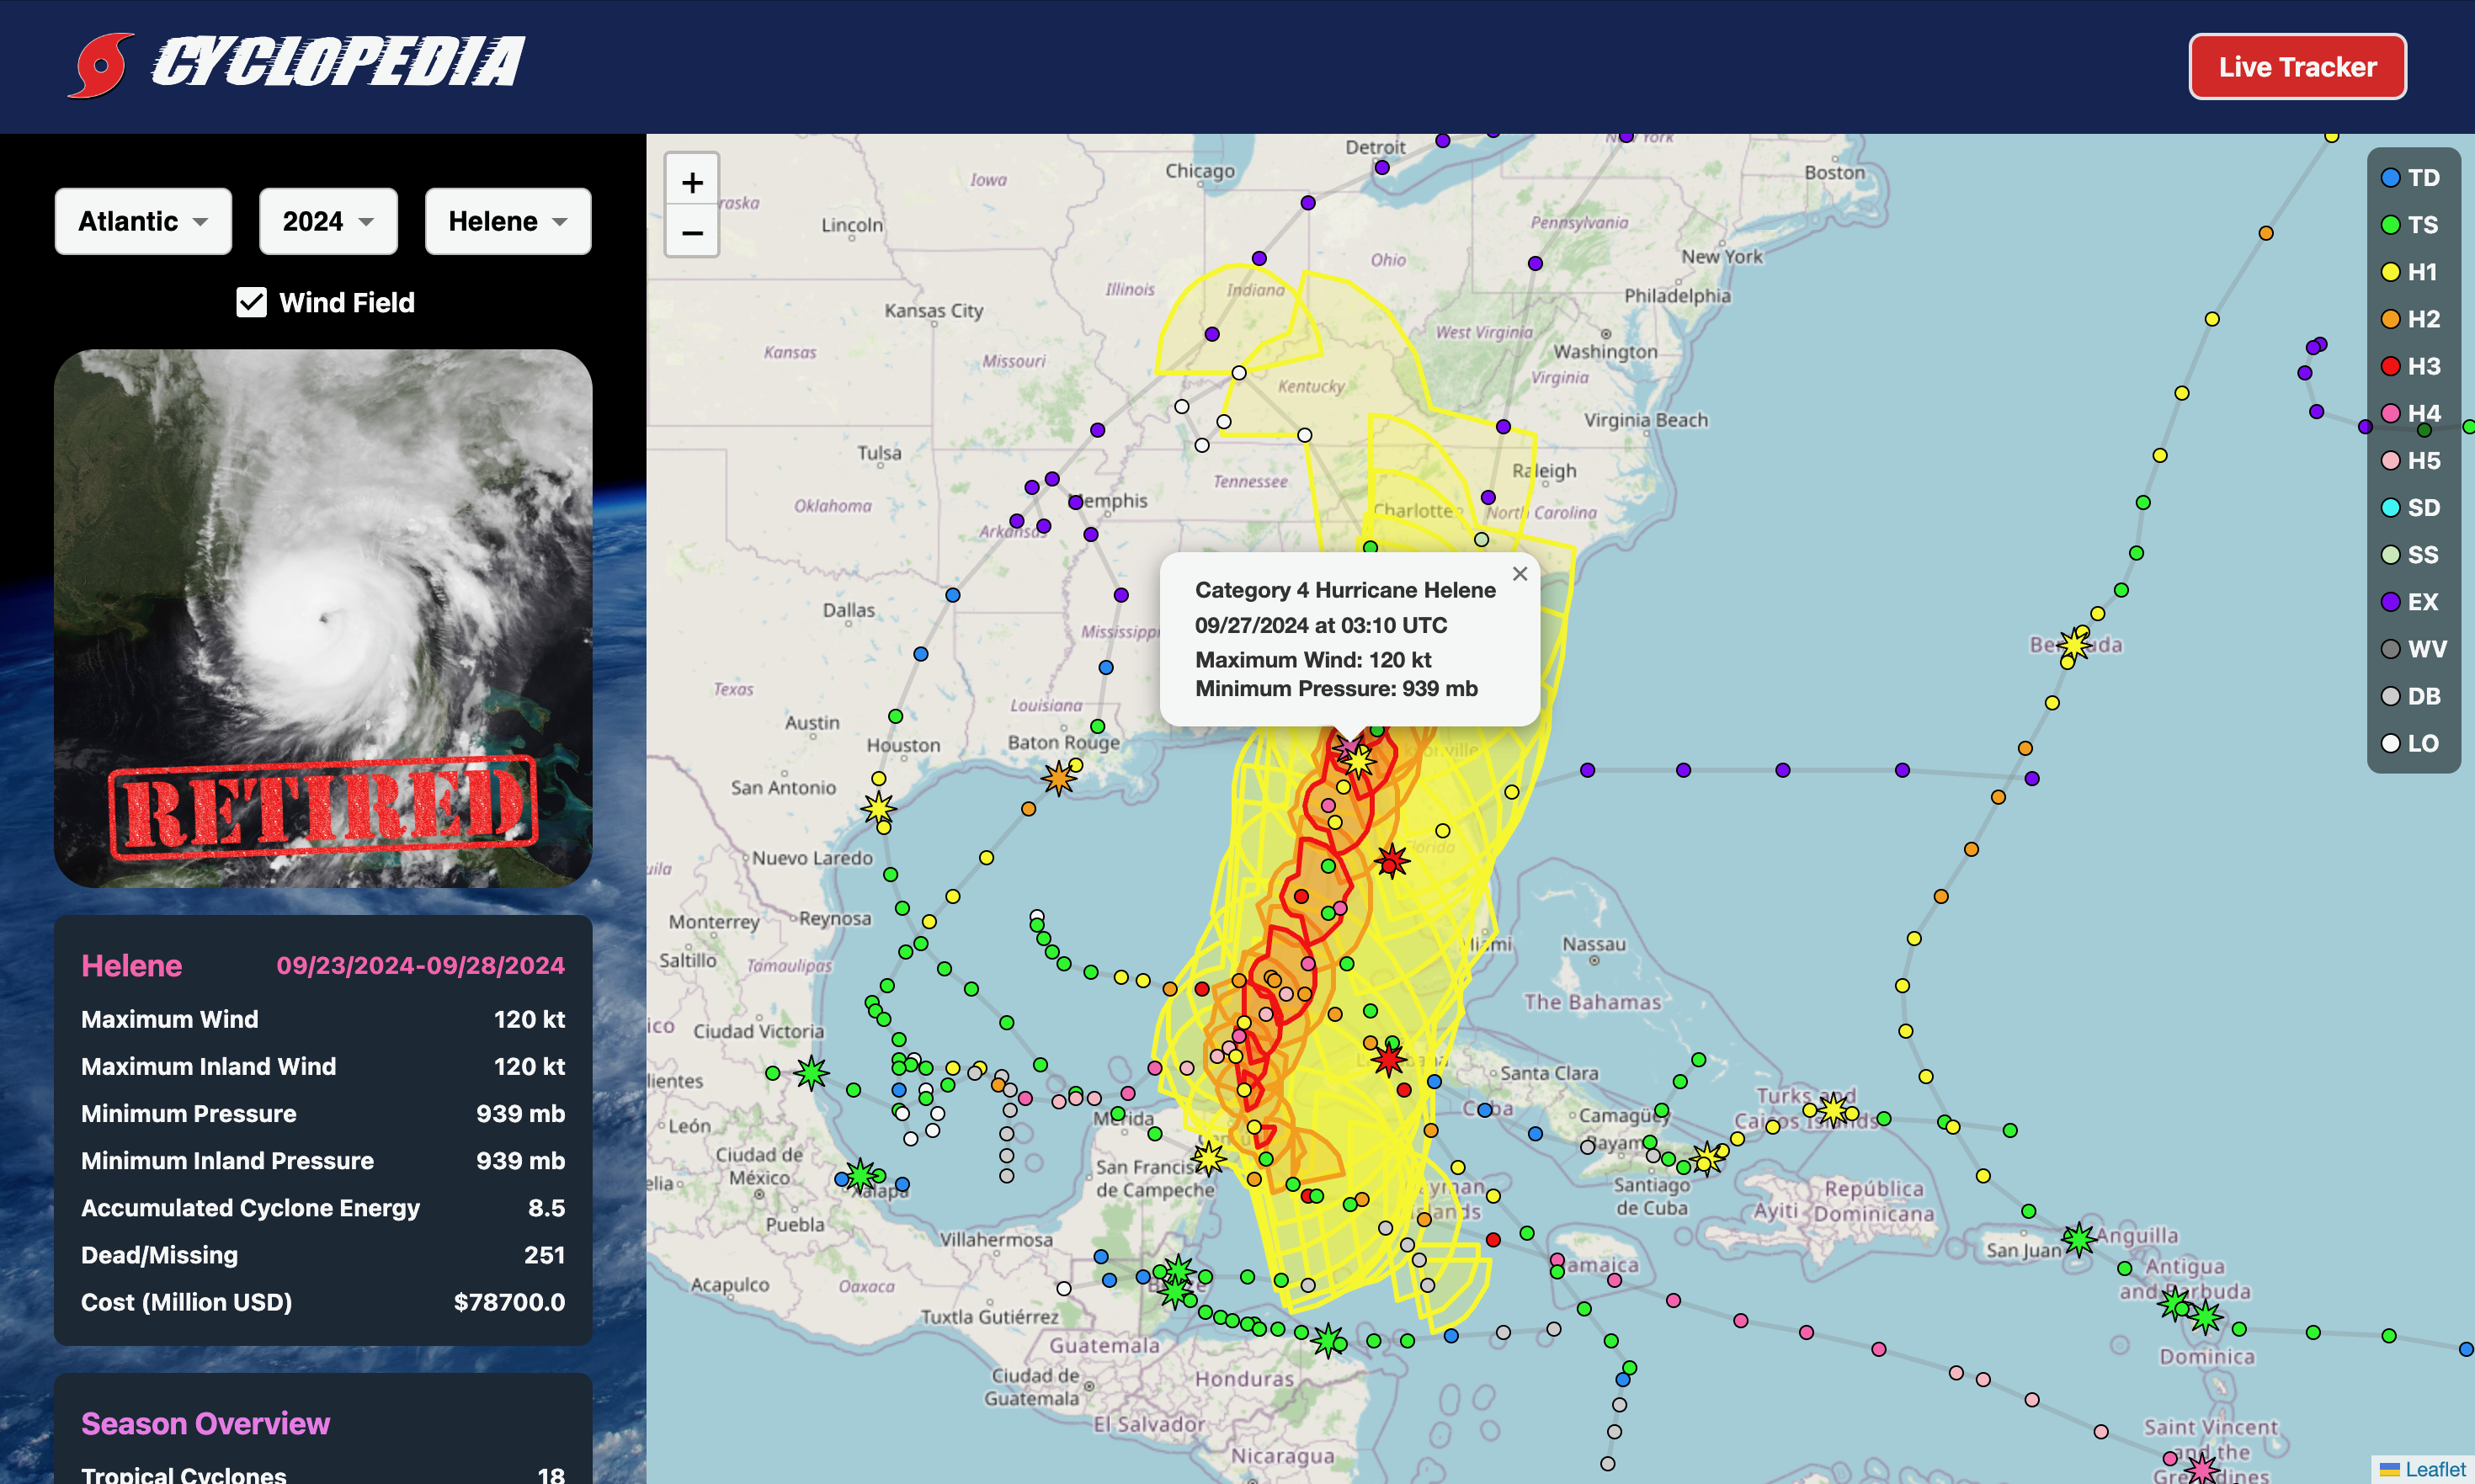 CYCLOPEDIA
Live Tracker
Atlantic
2024
Helene
Wind Field
RETIRED
Helene
09/23/2024-09/28/2024
Maximum Wind
120 kt
Maximum Inland Wind
120 kt
Minimum Pressure
939 mb
Minimum Inland Pressure
939 mb
Accumulated Cyclone Energy
8.5
Dead/Missing
251
Cost (Million USD)
$78700.0
Season Overview
Tropical Cyclones
18
+
−
TD
TS
H1
H2
H3
H4
H5
SD
SS
EX
WV
DB
LO
Category 4 Hurricane Helene
09/27/2024 at 03:10 UTC
Maximum Wind: 120 kt
Minimum Pressure: 939 mb
×
Detroit
New York
Chicago
Boston
Iowa
raska
Lincoln
Pennsylvania
New York
Ohio
Illinois
Indiana
Philadelphia
Kansas City
West Virginia
Washington
Kansas
Missouri
Virginia
Kentucky
Virginia Beach
Tulsa
Raleigh
Tennessee
Oklahoma
Memphis
Charlotte
North Carolina
Arkansas
Dallas
Mississippi
Bermuda
Texas
Louisiana
Austin
Houston
Baton Rouge
San Antonio
Florida
Nuevo Laredo
Monterrey
Reynosa
Miami
Nassau
Saltillo
Tamaulipas
The Bahamas
Ciudad Victoria
Santa Clara
Cuba
Camagüey
Turks and
Caicos Islands
Mérida
León
Ciudad de
México
San Francisco
de Campeche
Xalapa
Santiago
de Cuba
Ayiti
República
Dominicana
Puebla
San Juan
Anguilla
Villahermosa
Jamaica
Antigua
and Barbuda
Acapulco
Oaxaca
Tuxtla Gutiérrez
Guatemala
Dominica
Ciudad de
Guatemala
Honduras
El Salvador
Saint Vincent
and the
Grenadines
Nicaragua
Leaflet